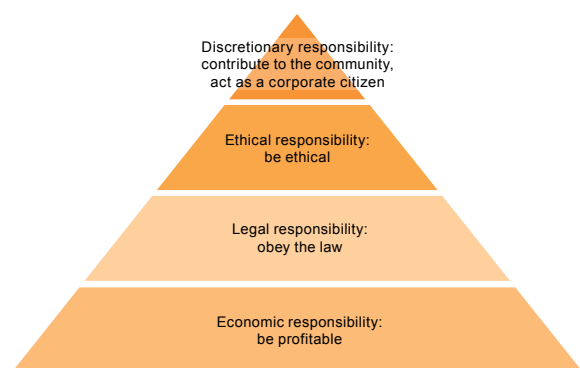 Discretionary responsibility:
contribute to the community,
act as a corporate citizen
Ethical responsibility:
be ethical
Legal responsibility:
obey the law
Economic responsibility:
be profitable